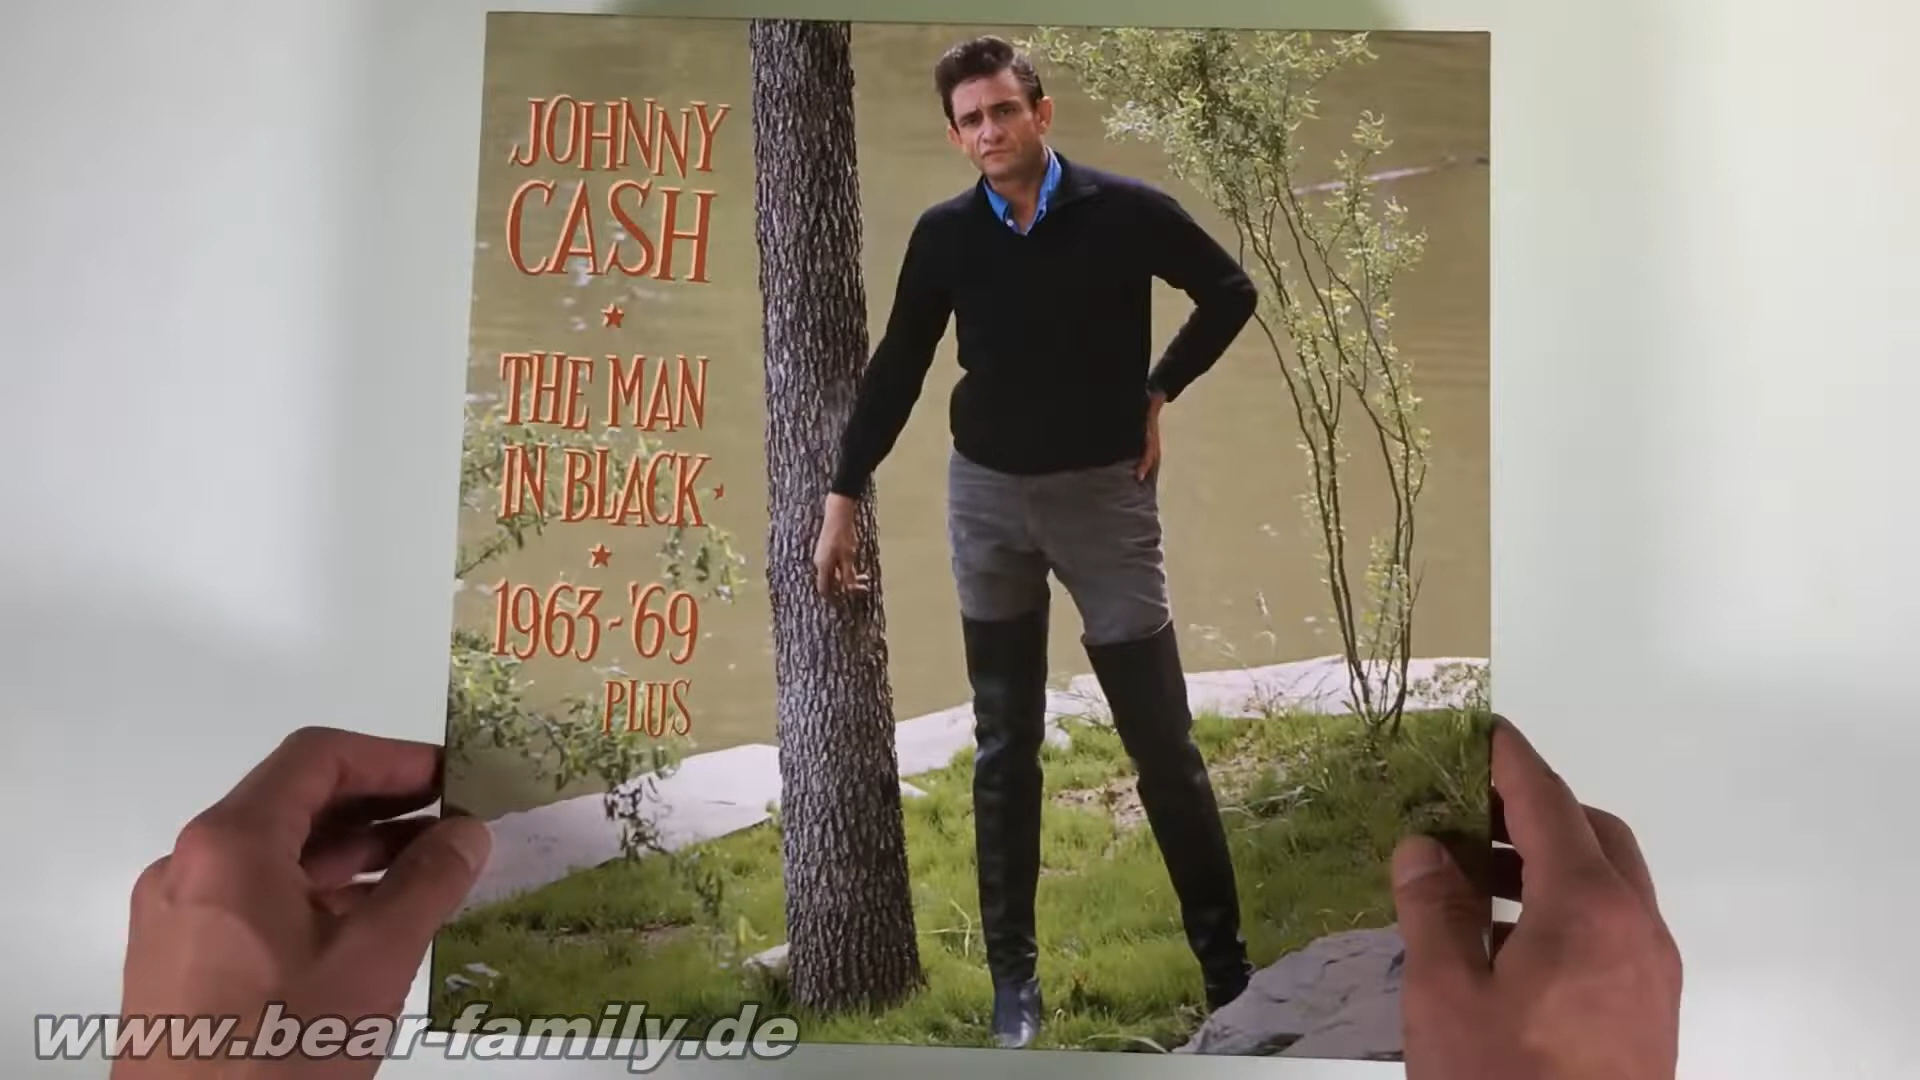 JOHNNY
CASH
THE MAN
IN BLACK
1963-'69
PLUS
www.bear-family.de